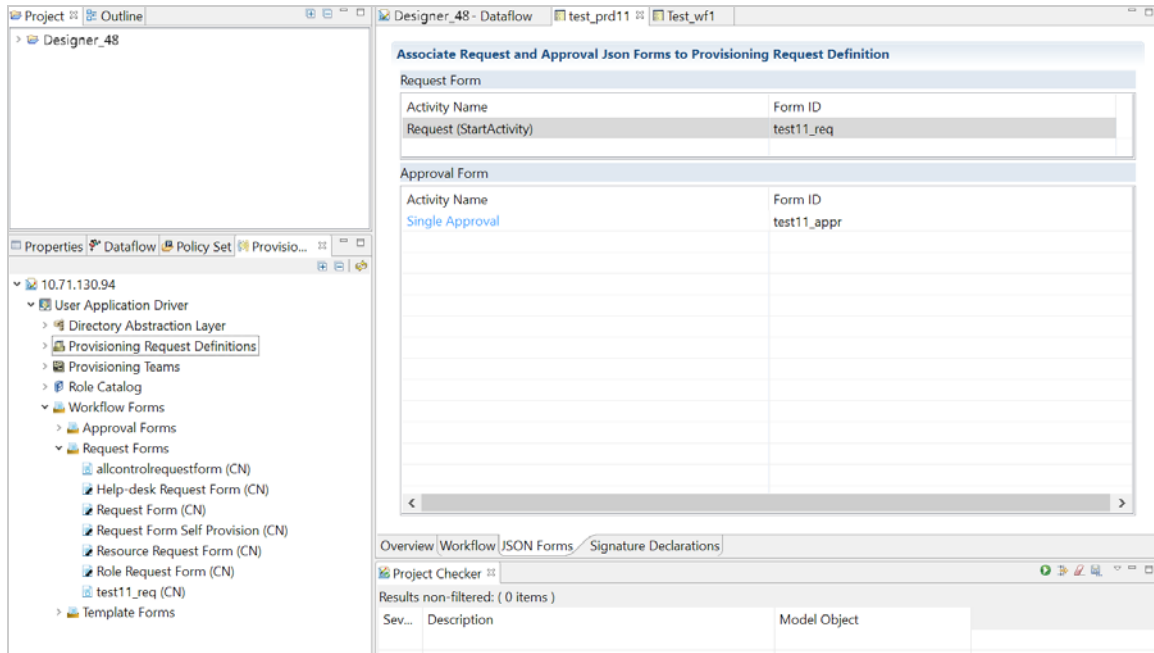 Project
Outline
Designer_48
Properties
Dataflow
Policy Set
Provisio...
10.71.130.94
User Application Driver
Directory Abstraction Layer
Provisioning Request Definitions
Provisioning Teams
Role Catalog
Workflow Forms
Approval Forms
Request Forms
allcontrolrequestform (CN)
Help-desk Request Form (CN)
Request Form (CN)
Request Form Self Provision (CN)
Resource Request Form (CN)
Role Request Form (CN)
test11_req (CN)
Template Forms
Designer_48 - Dataflow
test_prd11
Test_wf1
Associate Request and Approval Json Forms to Provisioning Request Definition
Request Form
Activity Name Form ID
Request (StartActivity) test11_req
Approval Form
Activity Name Form ID
Single Approval test11_appr
Overview
Workflow
JSON Forms
Signature Declarations
Project Checker
Results non-filtered: ( 0 items )
Sev... Description Model Object